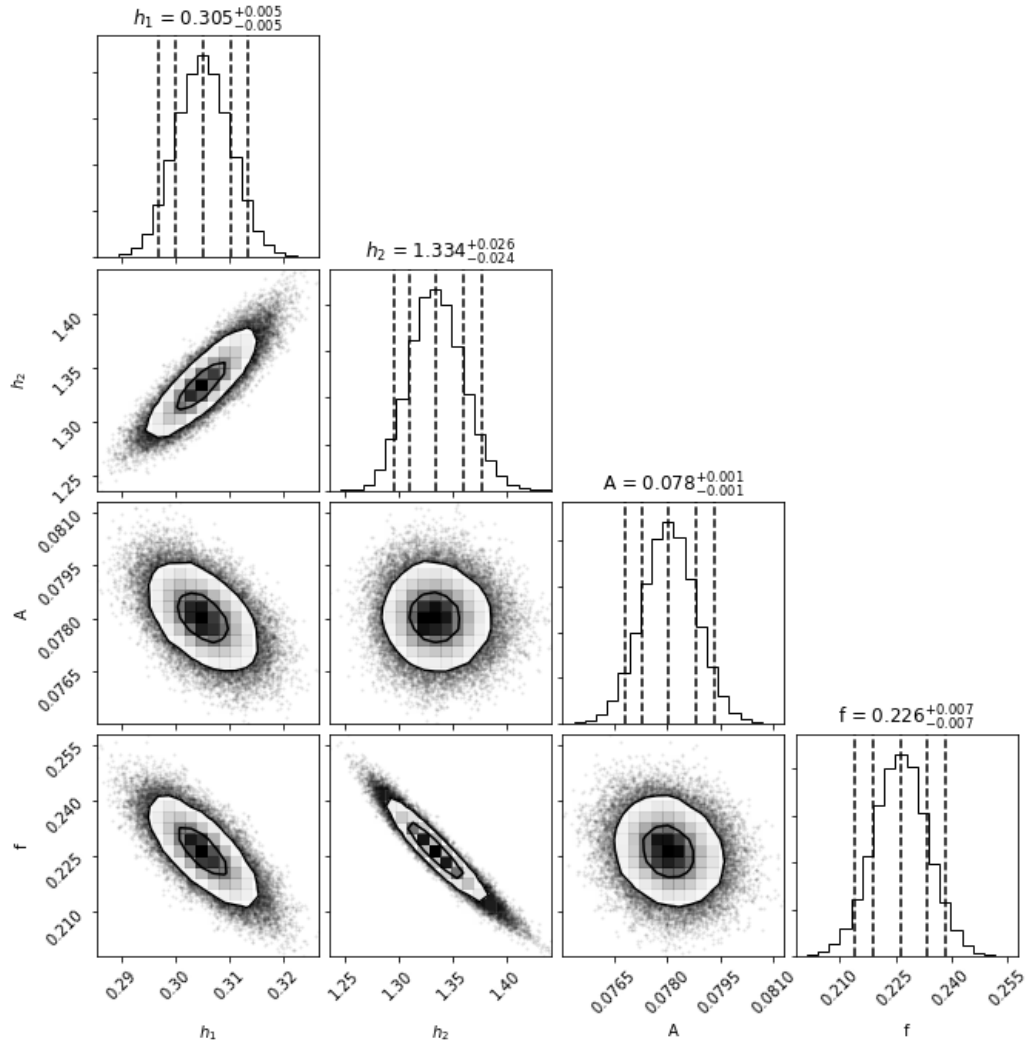 h₁ = 0.305+0.005−0.005
h₂ = 1.334+0.026−0.024
A = 0.078+0.001−0.001
f = 0.226+0.007−0.007
1.40
1.35
1.30
1.25
h₂
0.0810
0.0795
0.0780
0.0765
A
0.255
0.240
0.225
0.210
f
0.29 0.30 0.31 0.32
1.25 1.30 1.35 1.40
0.0765 0.0780 0.0795 0.0810
0.210 0.225 0.240 0.255
h₁ h₂ A f